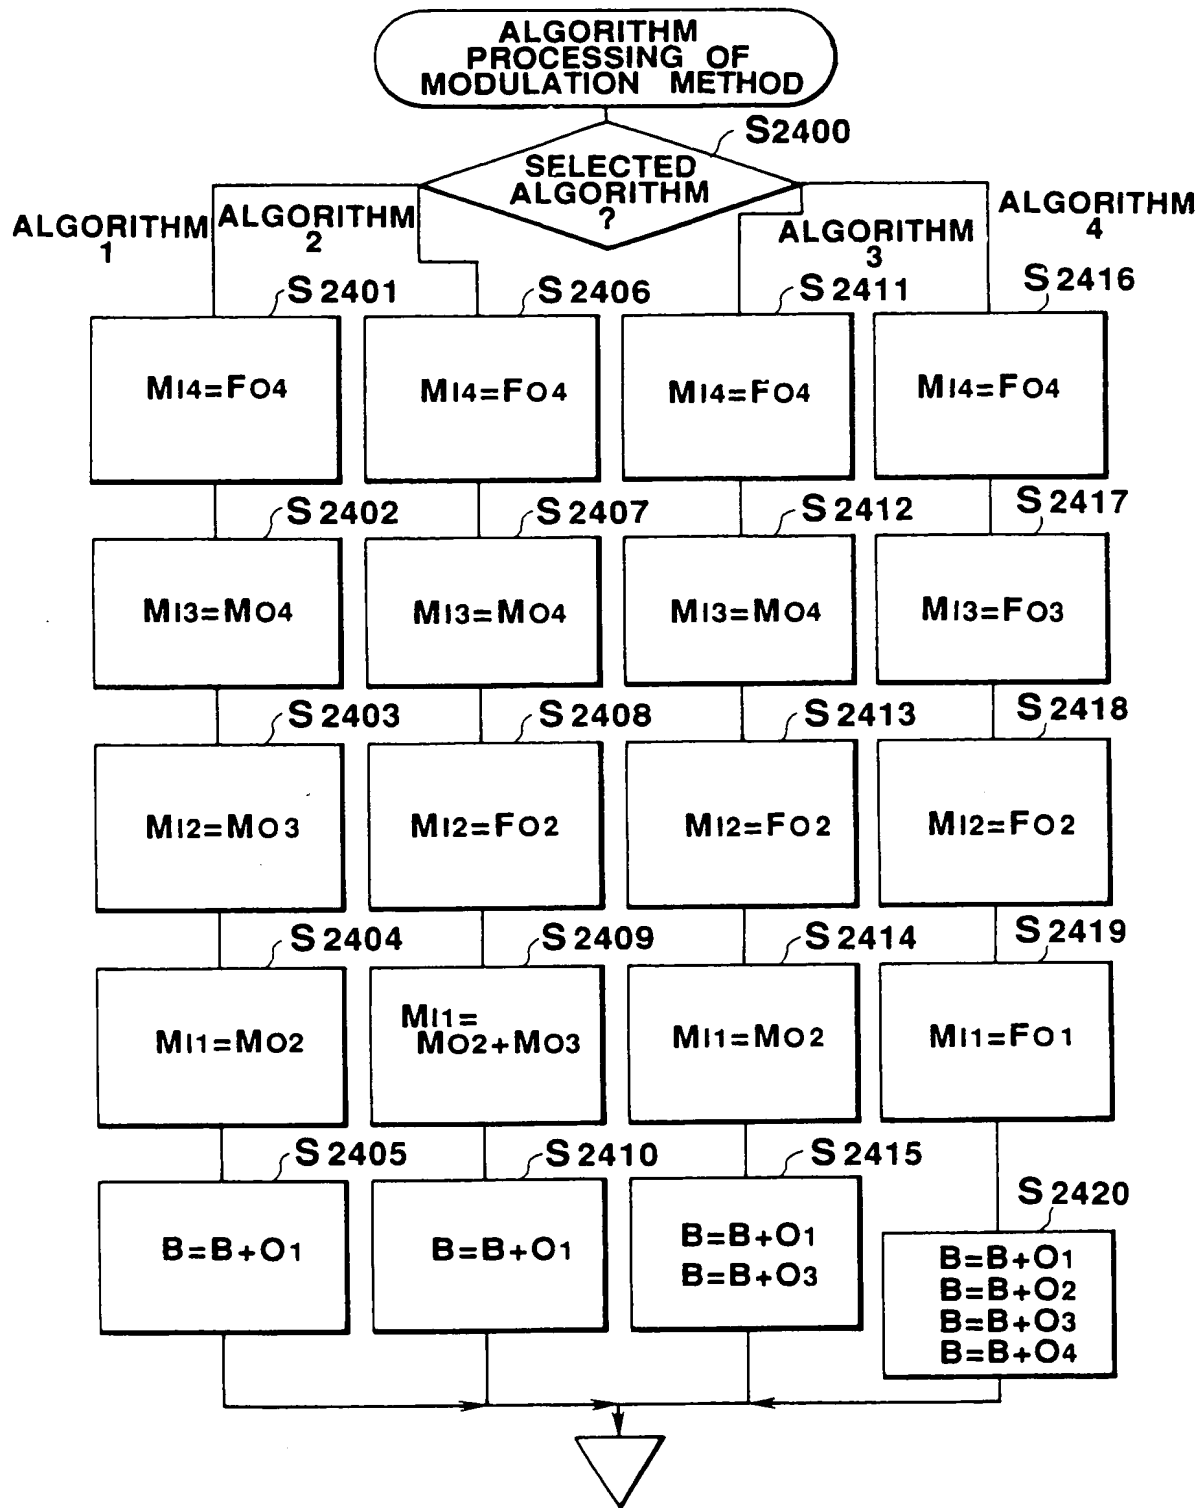 ALGORITHM
PROCESSING OF
MODULATION METHOD
S2400
SELECTED
ALGORITHM
?
ALGORITHM
1
ALGORITHM
2
ALGORITHM
3
ALGORITHM
4
S2401
MI4=FO4
S2402
MI3=MO4
S2403
MI2=MO3
S2404
MI1=MO2
S2405
B=B+O1
S2406
MI4=FO4
S2407
MI3=MO4
S2408
MI2=FO2
S2409
MI1=
MO2+MO3
S2410
B=B+O1
S2411
MI4=FO4
S2412
MI3=MO4
S2413
MI2=FO2
S2414
MI1=MO2
S2415
B=B+O1
B=B+O3
S2416
MI4=FO4
S2417
MI3=FO3
S2418
MI2=FO2
S2419
MI1=FO1
S2420
B=B+O1
B=B+O2
B=B+O3
B=B+O4